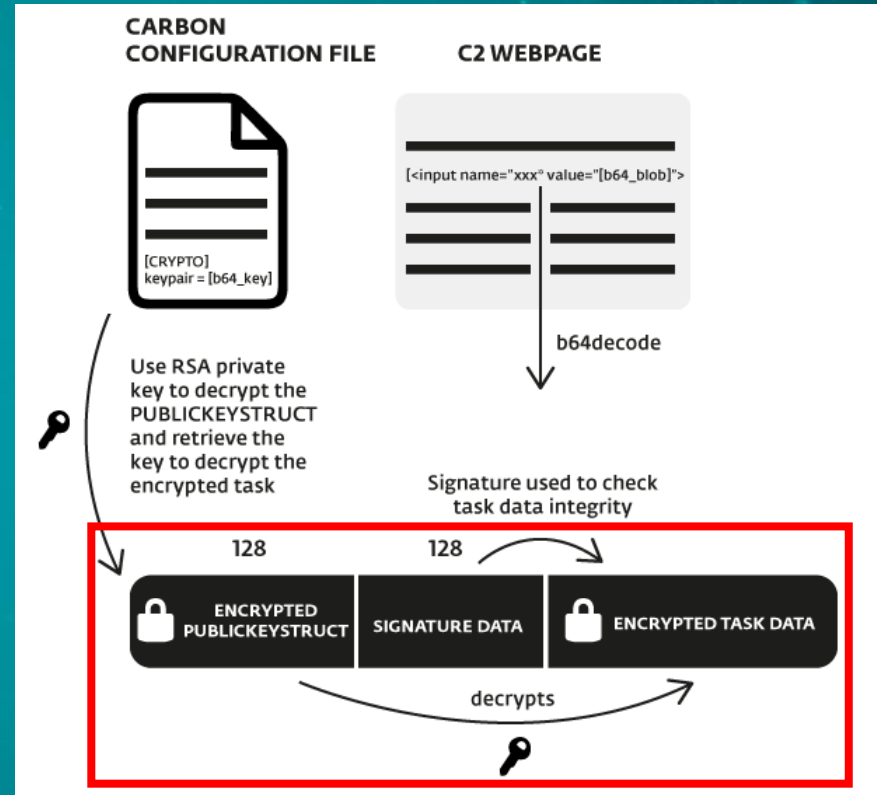 CARBON
CONFIGURATION FILE
C2 WEBPAGE
[<input name="xxx" value="[b64_blob]">
[CRYPTO]
keypair = [b64_key]
b64decode
Use RSA private
key to decrypt the
PUBLICKEYSTRUCT
and retrieve the
key to decrypt the
encrypted task
Signature used to check
task data integrity
128
128
ENCRYPTED
PUBLICKEYSTRUCT
SIGNATURE DATA
ENCRYPTED TASK DATA
decrypts